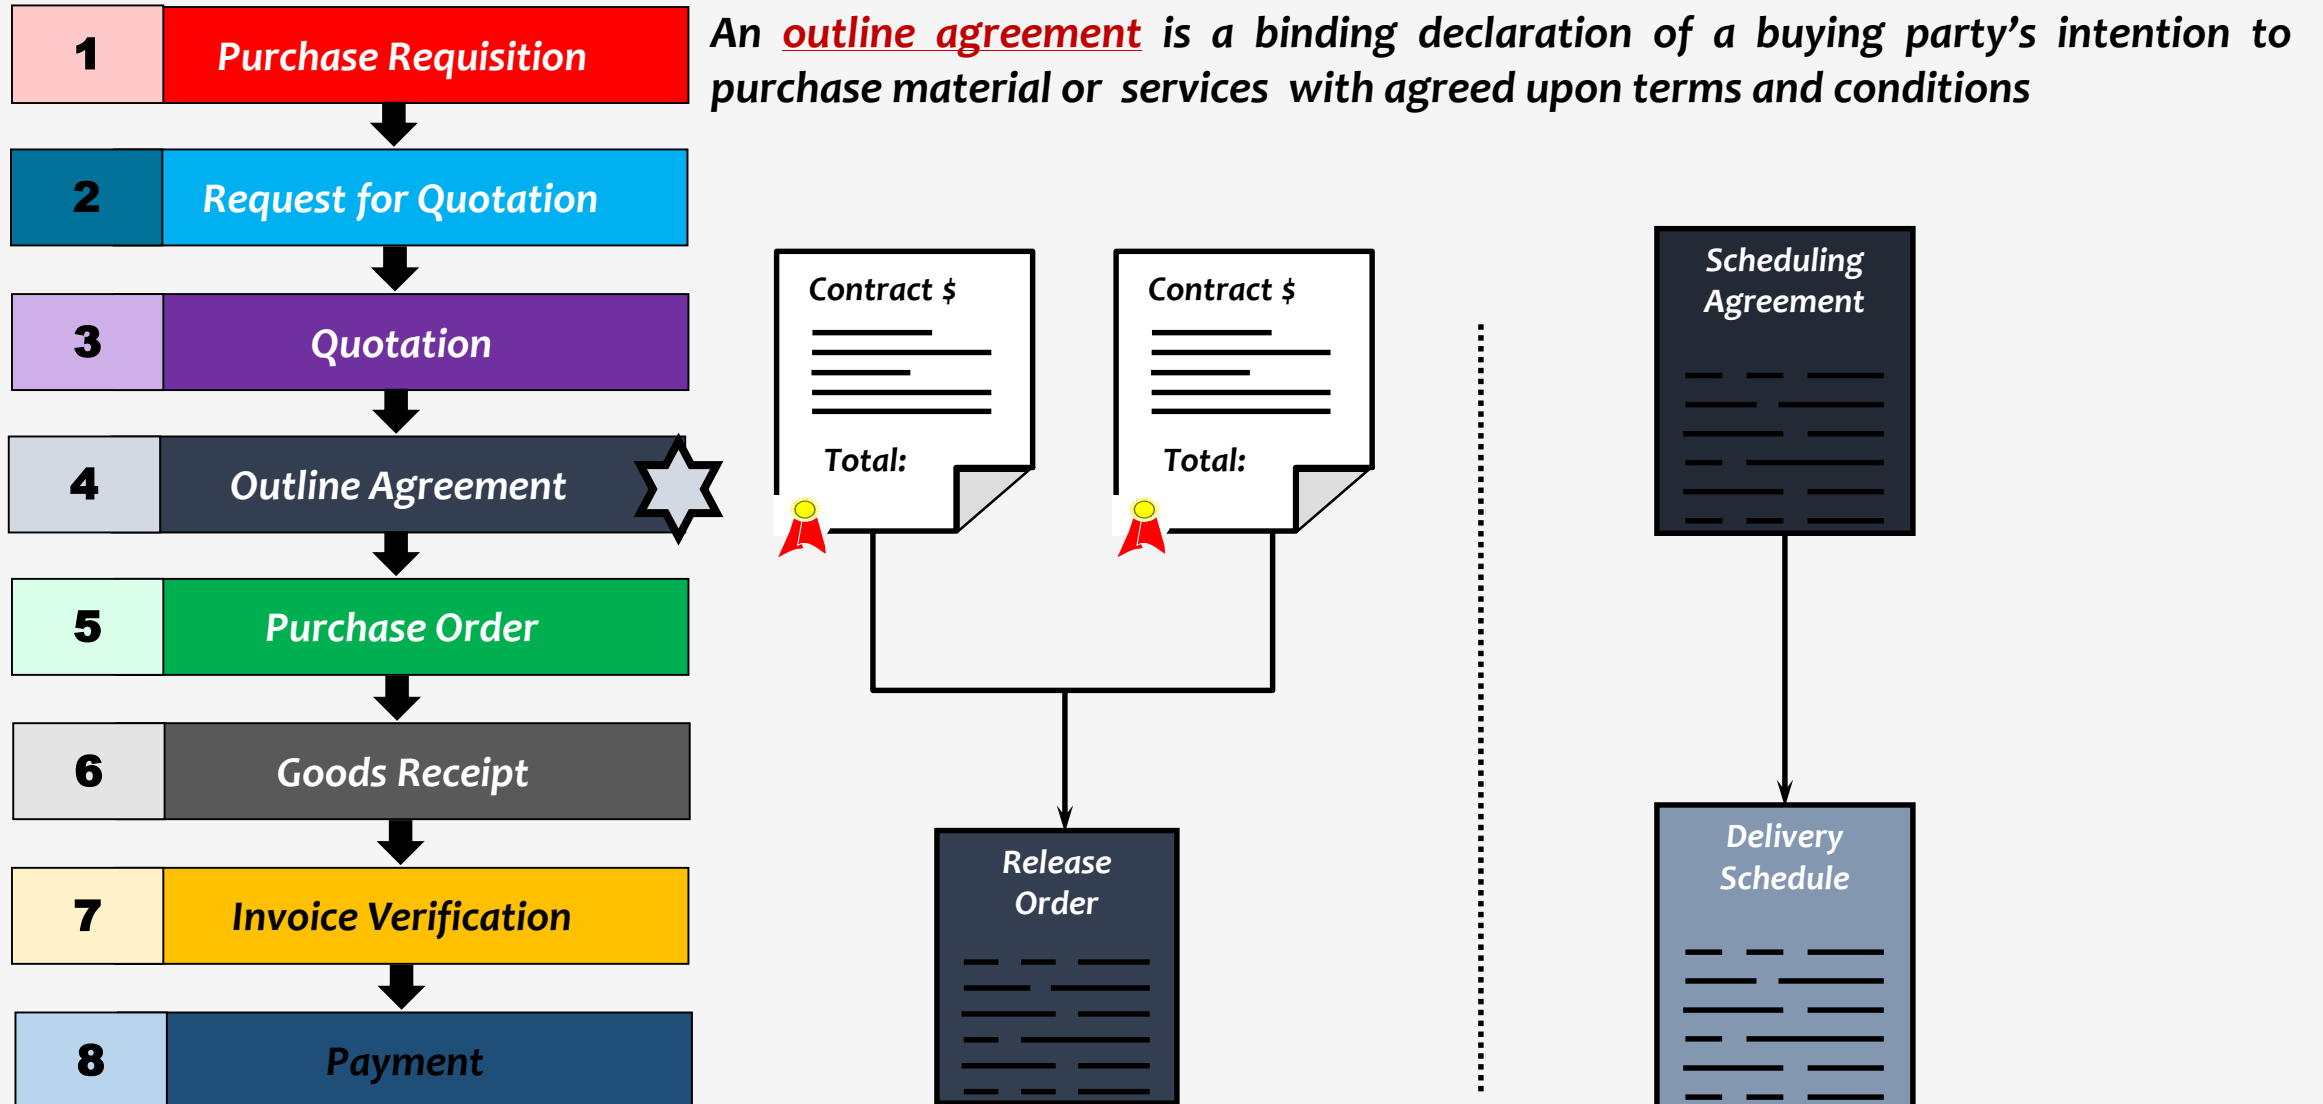 1
Purchase Requisition
2
Request for Quotation
3
Quotation
4
Outline Agreement
5
Purchase Order
6
Goods Receipt
7
Invoice Verification
8
Payment
An outline agreement is a binding declaration of a buying party’s intention to
purchase material or services with agreed upon terms and conditions
Contract $
Total:
Contract $
Total:
Release
Order
Scheduling
Agreement
Delivery
Schedule